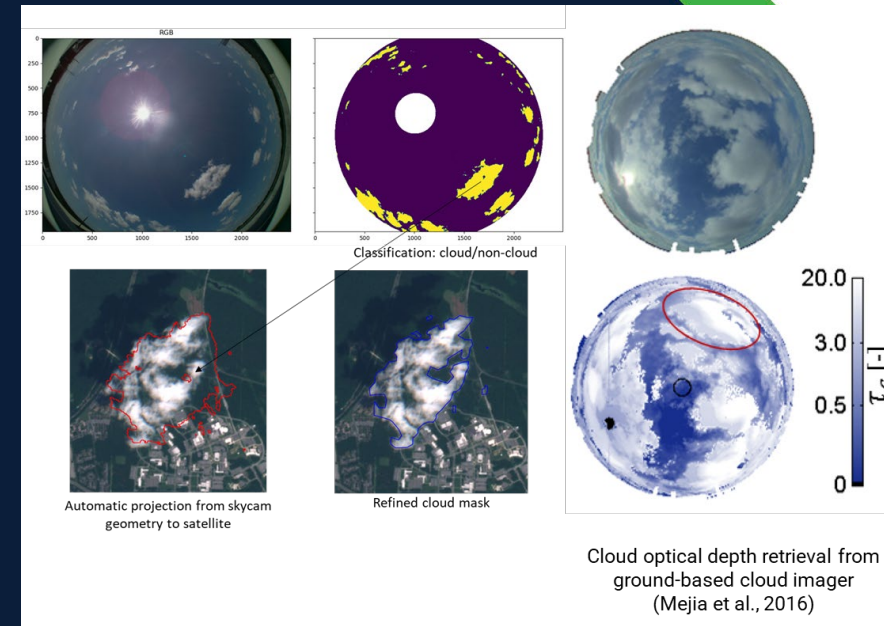 RGB
0
250
500
750
1000
1250
1500
1750
0 500 1000 1500 2000
0 500 1000 1500 2000
Classification: cloud/non-cloud
Automatic projection from skycam
geometry to satellite
Refined cloud mask
20.0
3.0
0.5
0
τc [-]
Cloud optical depth retrieval from
ground-based cloud imager
(Mejia et al., 2016)